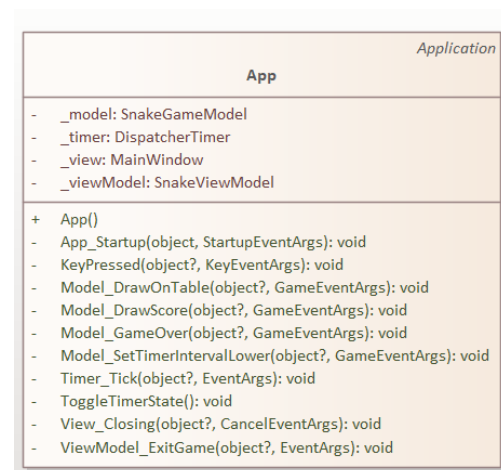 Application
App
- _model: SnakeGameModel
- _timer: DispatcherTimer
- _view: MainWindow
- _viewModel: SnakeViewModel
+ App()
- App_Startup(object, StartupEventArgs): void
- KeyPressed(object?, KeyEventArgs): void
- Model_DrawOnTable(object?, GameEventArgs): void
- Model_DrawScore(object?, GameEventArgs): void
- Model_GameOver(object?, GameEventArgs): void
- Model_SetTimerIntervalLower(object?, GameEventArgs): void
- Timer_Tick(object?, EventArgs): void
- ToggleTimerState(): void
- View_Closing(object?, CancelEventArgs): void
- ViewModel_ExitGame(object?, EventArgs): void